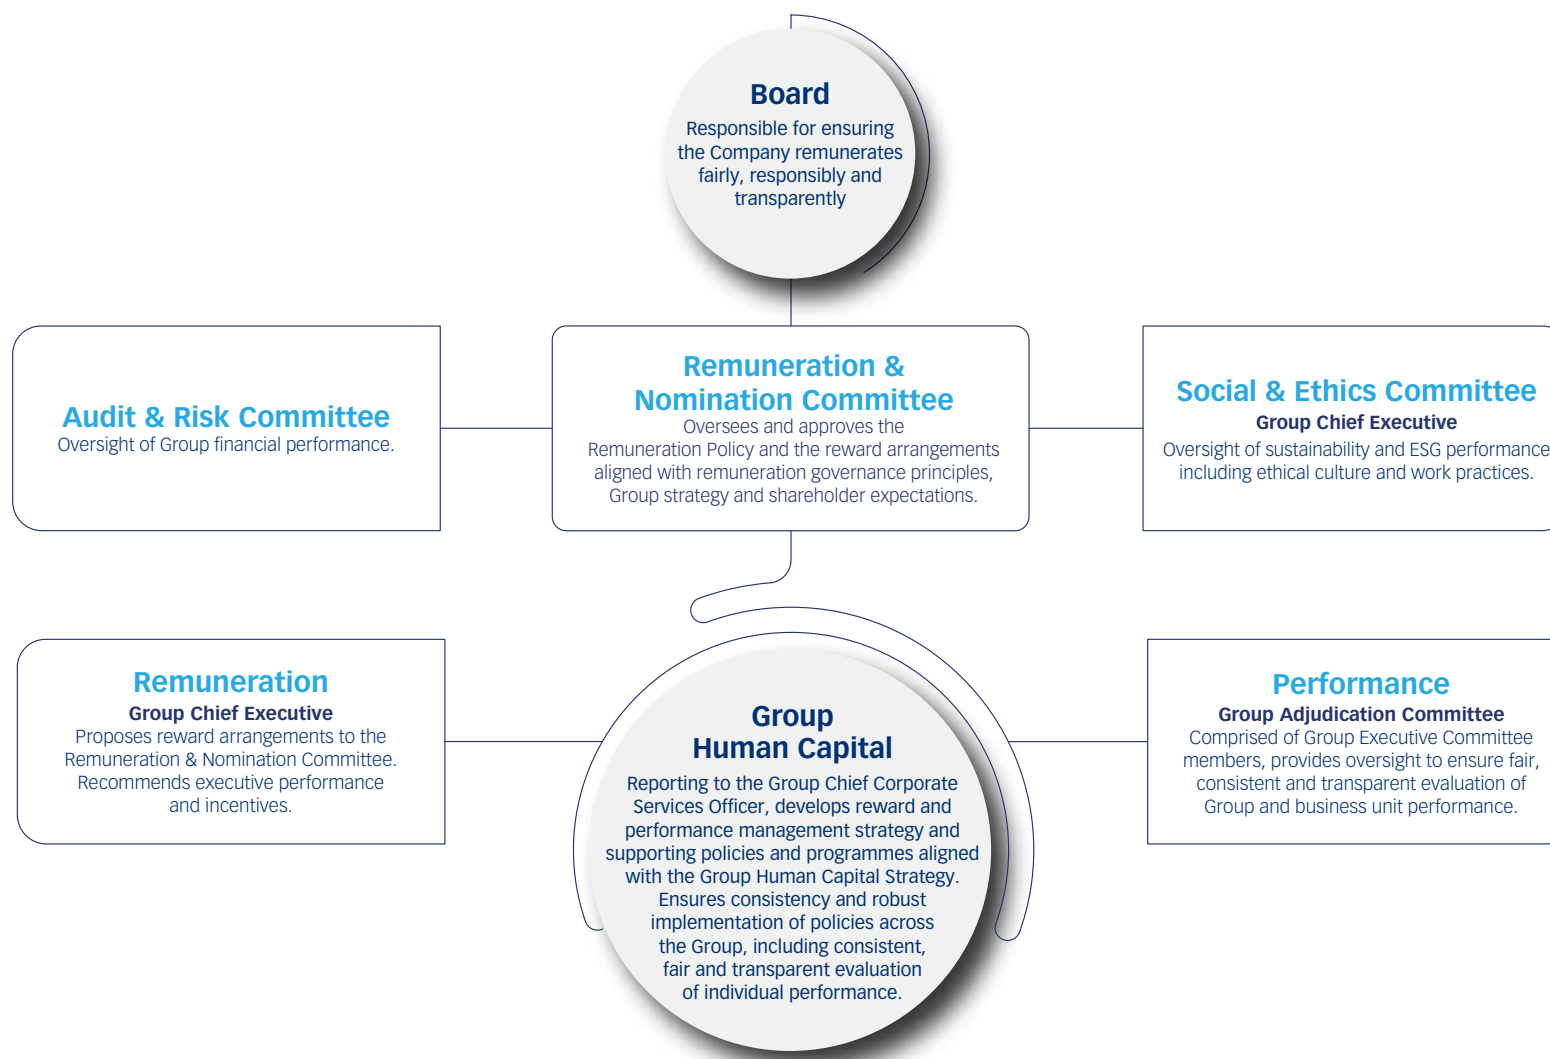 Board
Responsible for ensuring
the Company remunerates
fairly, responsibly and
transparently
Audit & Risk Committee
Oversight of Group financial performance.
Remuneration &
Nomination Committee
Oversees and approves the
Remuneration Policy and the reward arrangements
aligned with remuneration governance principles,
Group strategy and shareholder expectations.
Social & Ethics Committee
Group Chief Executive
Oversight of sustainability and ESG performance
including ethical culture and work practices.
Remuneration
Group Chief Executive
Proposes reward arrangements to the
Remuneration & Nomination Committee.
Recommends executive performance
and incentives.
Group
Human Capital
Reporting to the Group Chief Corporate
Services Officer, develops reward and
performance management strategy and
supporting policies and programmes aligned
with the Group Human Capital Strategy.
Ensures consistency and robust
implementation of policies across
the Group, including consistent,
fair and transparent evaluation
of individual performance.
Performance
Group Adjudication Committee
Comprised of Group Executive Committee
members, provides oversight to ensure fair,
consistent and transparent evaluation of
Group and business unit performance.